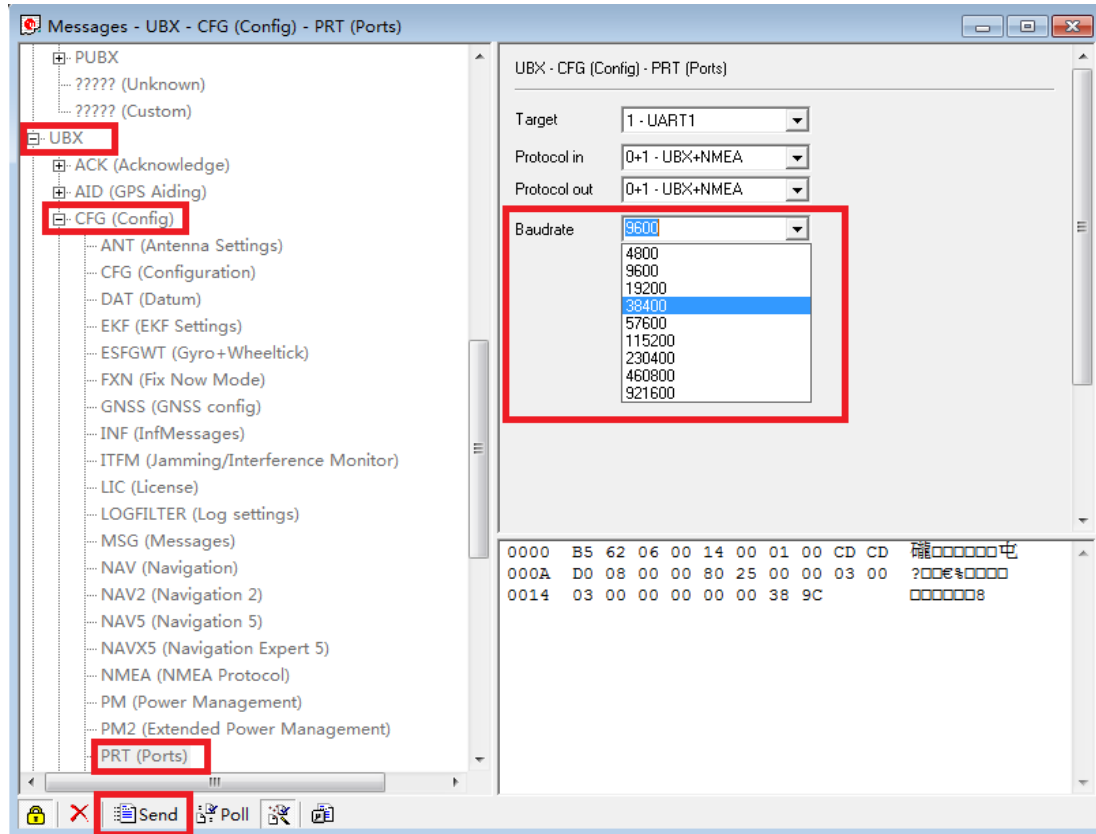 Messages - UBX - CFG (Config) - PRT (Ports)
PUBX
????? (Unknown)
????? (Custom)
UBX
ACK (Acknowledge)
AID (GPS Aiding)
CFG (Config)
ANT (Antenna Settings)
CFG (Configuration)
DAT (Datum)
EKF (EKF Settings)
ESFGWT (Gyro+Wheeltick)
FXN (Fix Now Mode)
GNSS (GNSS config)
INF (InfMessages)
ITFM (Jamming/Interference Monitor)
LIC (License)
LOGFILTER (Log settings)
MSG (Messages)
NAV (Navigation)
NAV2 (Navigation 2)
NAV5 (Navigation 5)
NAVX5 (Navigation Expert 5)
NMEA (NMEA Protocol)
PM (Power Management)
PM2 (Extended Power Management)
PRT (Ports)
UBX - CFG (Config) - PRT (Ports)
Target 1 - UART1
Protocol in 0+1 - UBX+NMEA
Protocol out 0+1 - UBX+NMEA
Baudrate 9600
4800
9600
19200
38400
57600
115200
230400
460800
921600
0000 B5 62 06 00 14 00 01 00 CD CD 礦□□□□□□屯
000A D0 08 00 00 80 25 00 00 03 00 ?□□€%□□□□
0014 03 00 00 00 00 00 38 9C □□□□□□8
Send Poll